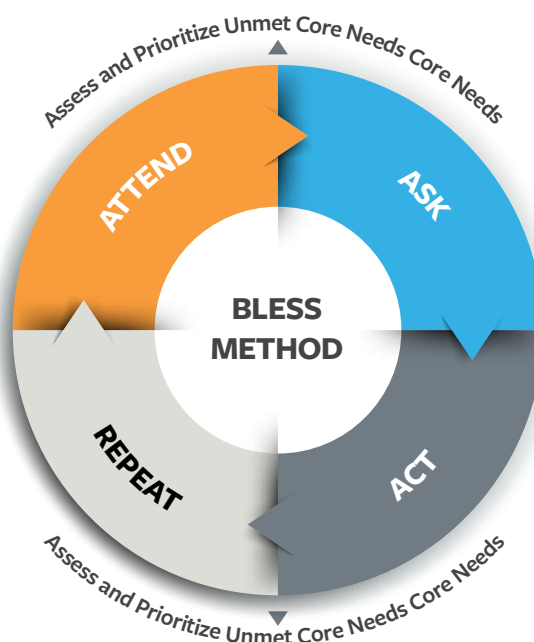 Assess and Prioritize Unmet Core Needs Core Needs
ATTEND
ASK
BLESS
METHOD
REPEAT
ACT
Assess and Prioritize Unmet Core Needs Core Needs